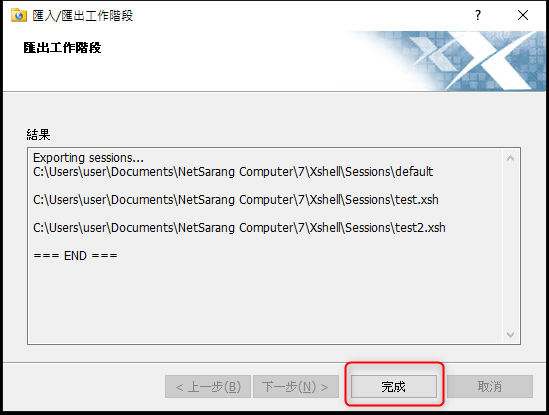 匯入/匯出工作階段
?
匯出工作階段
結果
Exporting sessions...
C:\Users\user\Documents\NetSarang Computer\7\Xshell\Sessions\default
C:\Users\user\Documents\NetSarang Computer\7\Xshell\Sessions\test.xsh
C:\Users\user\Documents\NetSarang Computer\7\Xshell\Sessions\test2.xsh
=== END ===
< 上一步(B) 下一步(N) > 完成 取消